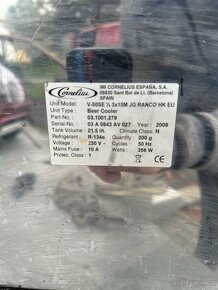 Cornelius
IMI CORNELIUS ESPAÑA, S.A.
08830 Sant Boi de Ll. (Barcelona)
SPAIN
Unit Model: V-50SE ¼ 3x15M JG RANCO HK EU
Unit Type: Beer Cooler
Part No.: 03.1001.279
Serial No.: 03 A 0843 AV 027 Year: 2008
Tank Volum: 21,5 lit. Climate Class: N
Refrigerant: R-134a Quantity: 200 g
Voltage: 230 V~ Cycles: 50 Hz
Mains Fuse: 10 A Watts: 356 W
Protec. Class: 1